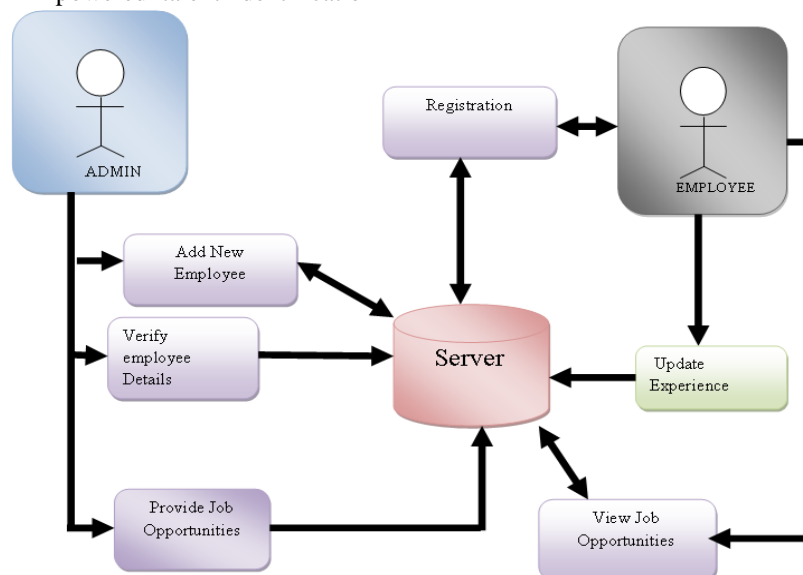 ADMIN
Registration
EMPLOYEE
Add New
Employee
Verify
employee
Details
Server
Update
Experience
Provide Job
Opportunities
View Job
Opportunities